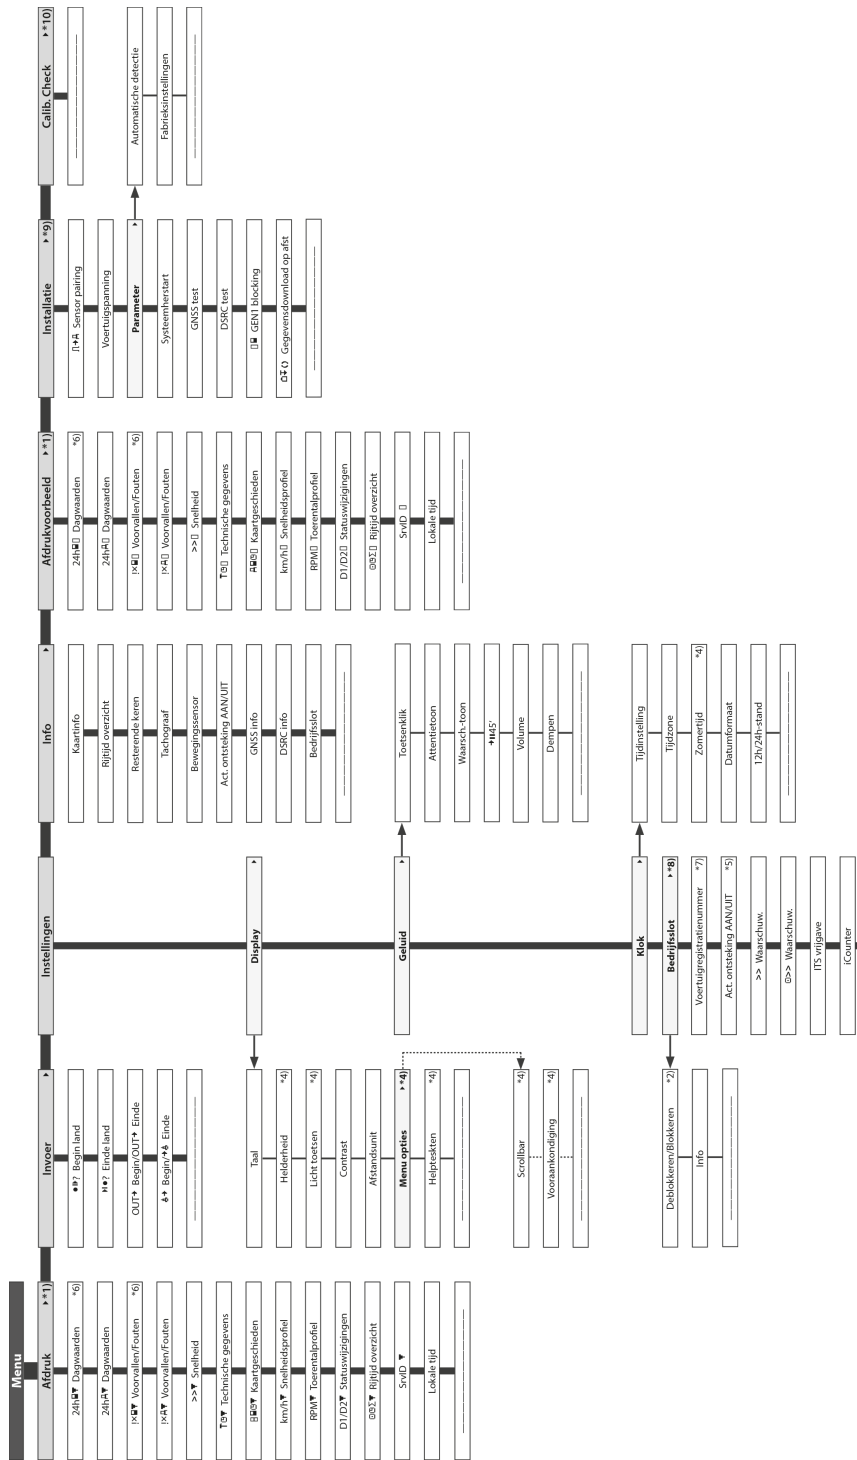 Menu
Afdruk *1)
24h Dagwaarden *6)
24h Dagwaarden
!× Voorvallen/Fouten *6)
!× Voorvallen/Fouten
>>▼ Snelheid
Technische gegevens
Kaartgeschieden
km/h▼ Snelheidsprofiel
RPM▼ Toerentalprofiel
D1/D2▼ Statuswijzigingen
Rijtijd overzicht
SrvID ▼
Lokale tijd
Invoer
? Begin land
? Einde land
OUT➔ Begin/OUT➔ Einde
Begin/ Einde
Instellingen
Display
Taal
Helderheid *4)
Licht toetsen *4)
Contrast
Afstandsunit
Menu opties *4)
Helpteskten *4)
Scrollbar *4)
Vooraankondiging *4)
Geluid
Toetsenklik
Attentietoon
Waarsch.-toon
45'
Volume
Dempen
Klok
Tijdinstelling
Tijdzone
Zomertijd *4)
Datumformaat
12h/24h-stand
Bedrijfsslot *8)
Deblokkeren/Blokkeren *2)
Info
Voertuigregistratienummer *7)
Act. ontsteking AAN/UIT *5)
>> Waarschuw.
>> Waarschuw.
ITS vrijgave
iCounter
Info
Kaartinfo
Rijtijd overzicht
Resterende keren
Tachograaf
Bewegingssensor
Act. ontsteking AAN/UIT
GNSS info
DSRC info
Bedrijfsslot
Afdrukvoorbeeld *1)
24h Dagwaarden *6)
24h Dagwaarden
!× Voorvallen/Fouten *6)
!× Voorvallen/Fouten
>> Snelheid
Technische gegevens
Kaartgeschieden
km/h Snelheidsprofiel
RPM Toerentalprofiel
D1/D2 Statuswijzigingen
Rijtijd overzicht
SrvID
Lokale tijd
Installatie *9)
Sensor pairing
Voertuigspanning
Parameter
Automatische detectie
Fabrieksinstellingen
Systeemherstart
GNSS test
DSRC test
GEN1 blocking
Gegevensdownload op afst
Calib. Check *10)